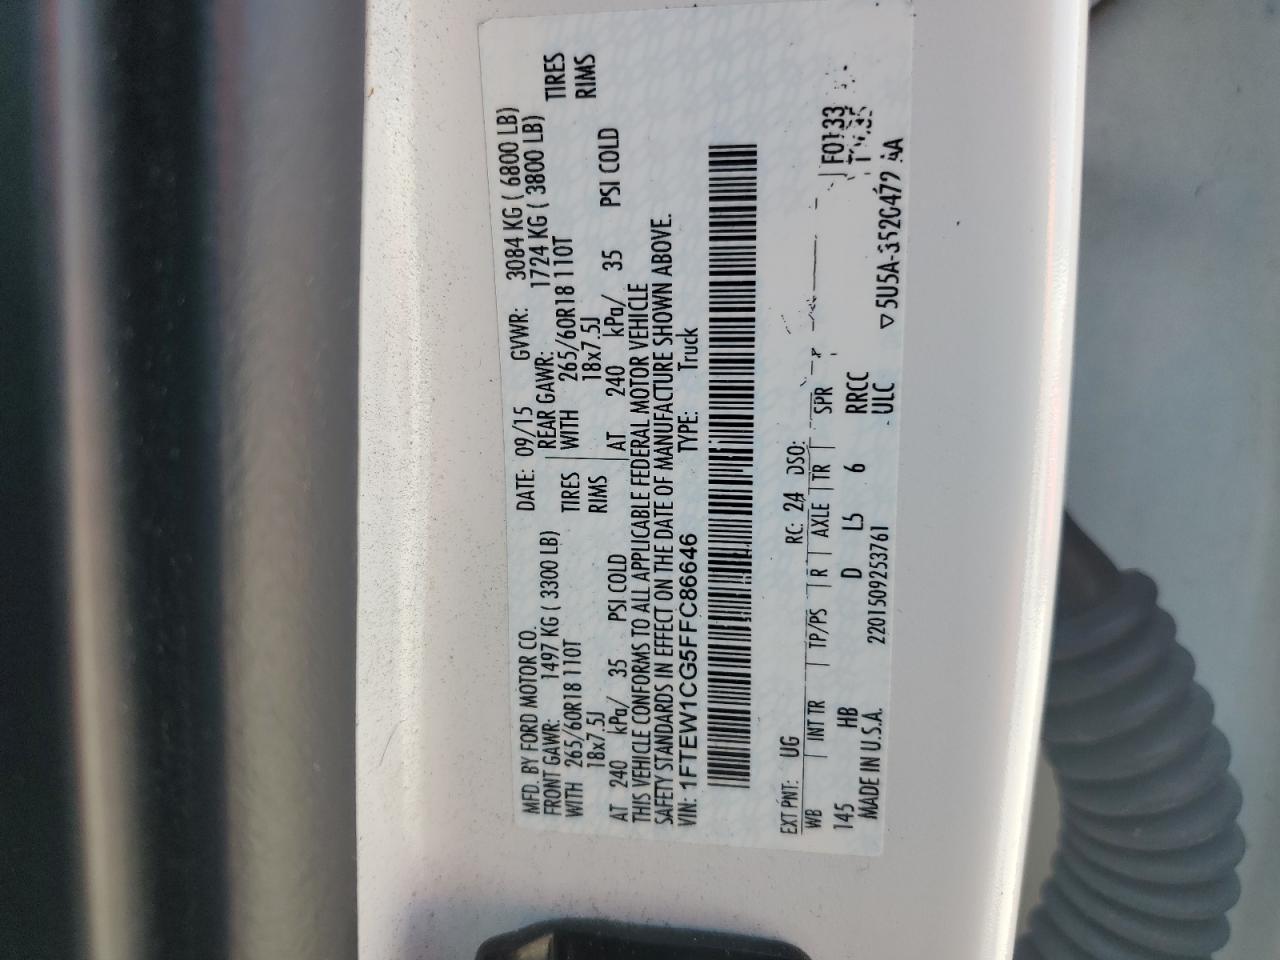 MFD. BY FORD MOTOR CO. DATE: 09/15 GVWR: 3084 KG ( 6800 LB)
FRONT GAWR: 1497 KG ( 3300 LB) REAR GAWR: 1724 KG ( 3800 LB)
WITH 265/60R18 110T TIRES WITH 265/60R18 110T TIRES
18x7.5J RIMS 18x7.5J RIMS
AT 240 kPa/ 35 PSI COLD AT 240 kPa/ 35 PSI COLD
THIS VEHICLE CONFORMS TO ALL APPLICABLE FEDERAL MOTOR VEHICLE
SAFETY STANDARDS IN EFFECT ON THE DATE OF MANUFACTURE SHOWN ABOVE.
VIN: 1FTEW1CG5FFC86646 TYPE: Truck
EXT PNT: UG RC: 24 DSO:
WB INT TR TP/PS R AXLE TR SPR F0133
145 HB D L5 6 RRCC
MADE IN U.S.A. 2201509253761 ULC